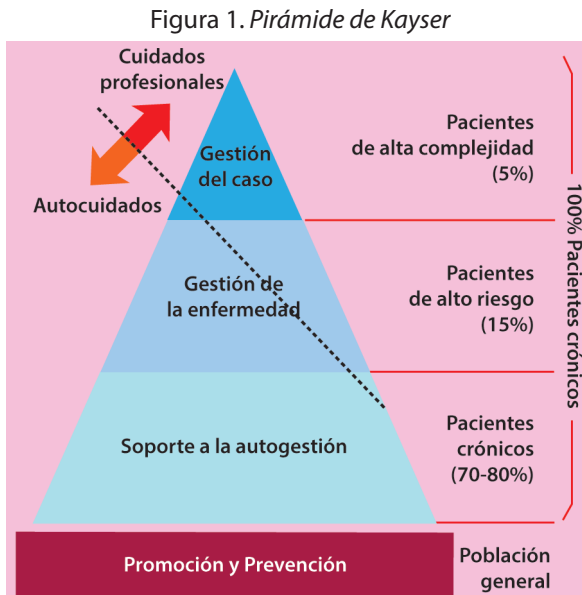 Figura 1. Pirámide de Kayser
Cuidados
profesionales
Autocuidados
Gestión
del caso
Pacientes
de alta complejidad
(5%)
Gestión de
la enfermedad
Pacientes
de alto riesgo
(15%)
Soporte a la autogestión
Pacientes
crónicos
(70-80%)
100% Pacientes crónicos
Promoción y Prevención
Población
general